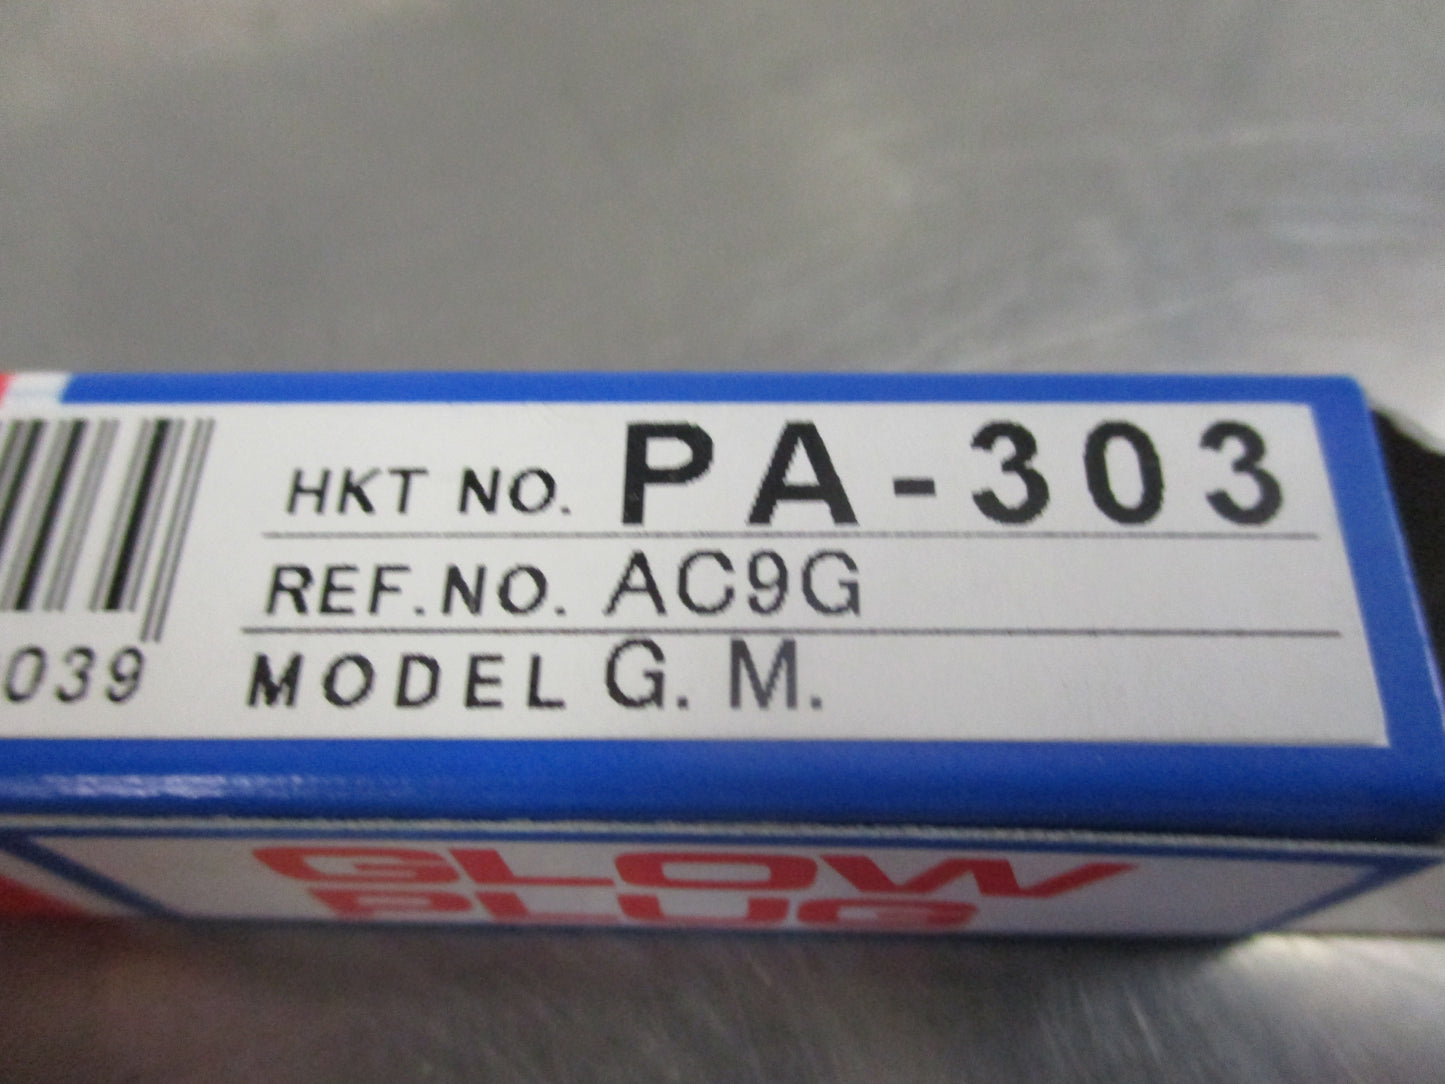 HKT NO. PA-303
REF.NO. AC9G
MODEL G. M.
039
GLOW
PLUG